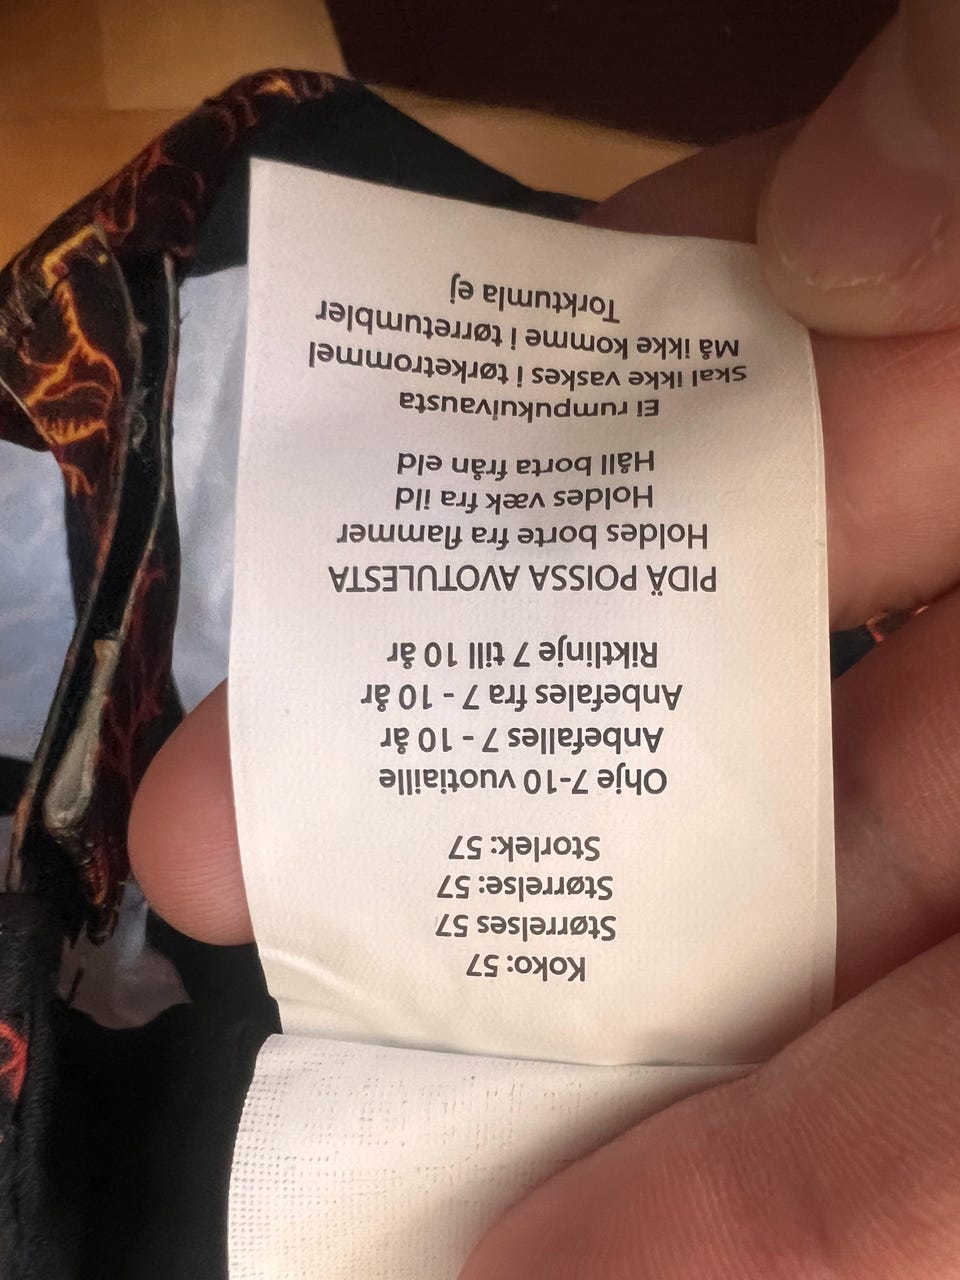 Koko: 57
Størrelses 57
Størrelse: 57
Storlek: 57
Ohje 7-10 vuotiaille
Anbefalles 7 - 10 år
Anbefales fra 7 - 10 år
Riktlinje 7 till 10 år
PIDÄ POISSA AVOTULESTA
Holdes borte fra flammer
Holdes væk fra ild
Håll borta från eld
Ei rumpukuivausta
Skal ikke vaskes i tørketrommel
Må ikke komme i tørretumbler
Torktumla ej